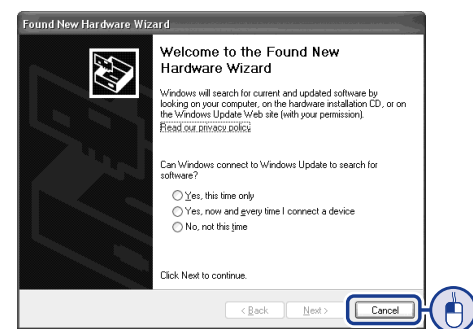 Found New Hardware Wizard
Welcome to the Found New
Hardware Wizard
Windows will search for current and updated software by
looking on your computer, on the hardware installation CD, or on
the Windows Update Web site (with your permission).
Read our privacy policy
Can Windows connect to Windows Update to search for
software?
Yes, this time only
Yes, now and every time I connect a device
No, not this time
Click Next to continue.
< Back Next > Cancel